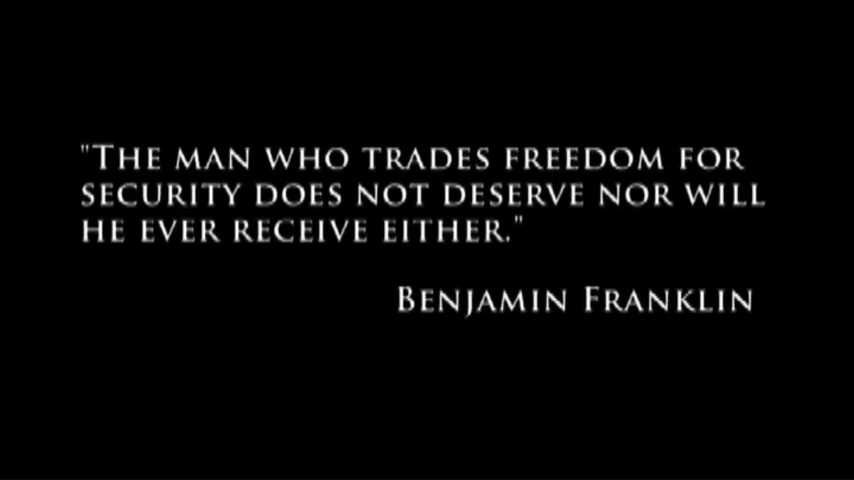 "THE MAN WHO TRADES FREEDOM FOR
SECURITY DOES NOT DESERVE NOR WILL
HE EVER RECEIVE EITHER."
BENJAMIN FRANKLIN